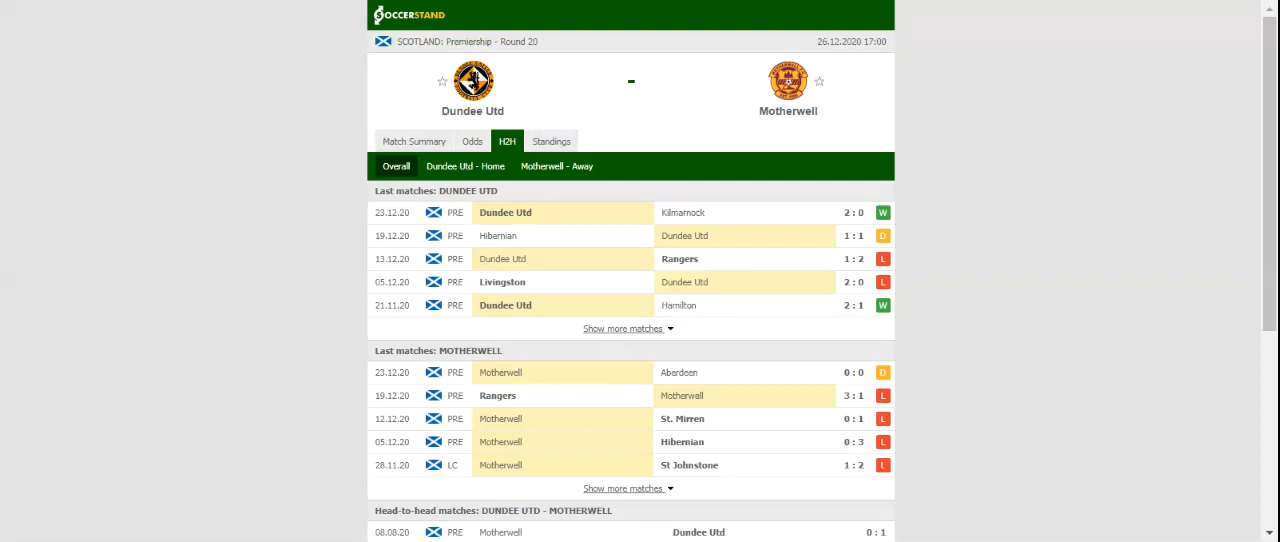 SOCCERSTAND
SCOTLAND: Premiership - Round 20 26.12.2020 17:00
-
Dundee Utd Motherwell
Match Summary Odds H2H Standings
Overall Dundee Utd - Home Motherwell - Away
Last matches: DUNDEE UTD
23.12.20 PRE Dundee Utd Kilmarnock 2 : 0 W
19.12.20 PRE Hibernian Dundee Utd 1 : 1 D
13.12.20 PRE Dundee Utd Rangers 1 : 2 L
05.12.20 PRE Livingston Dundee Utd 2 : 0 L
21.11.20 PRE Dundee Utd Hamilton 2 : 1 W
Show more matches
Last matches: MOTHERWELL
23.12.20 PRE Motherwell Aberdeen 0 : 0 D
19.12.20 PRE Rangers Motherwell 3 : 1 L
12.12.20 PRE Motherwell St. Mirren 0 : 1 L
05.12.20 PRE Motherwell Hibernian 0 : 3 L
28.11.20 LC Motherwell St Johnstone 1 : 2 L
Show more matches
Head-to-head matches: DUNDEE UTD - MOTHERWELL
08.08.20 PRE Motherwell Dundee Utd 0 : 1